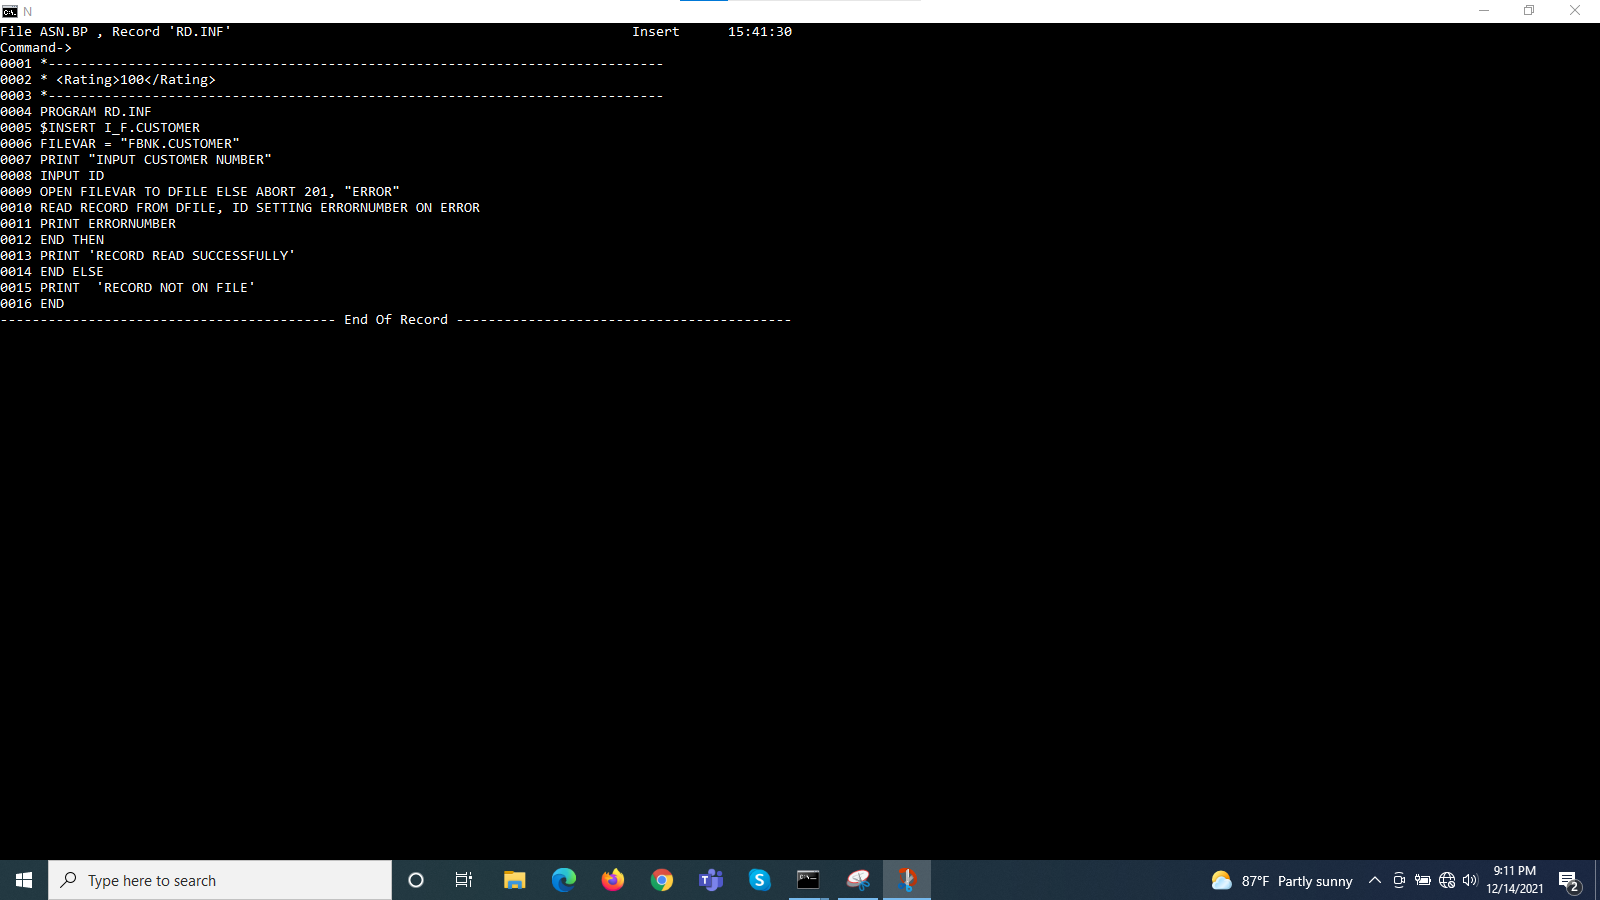 N
File ASN.BP , Record 'RD.INF' Insert 15:41:30
Command->
0001 *-----------------------------------------------------------------------------
0002 * <Rating>100</Rating>
0003 *-----------------------------------------------------------------------------
0004 PROGRAM RD.INF
0005 $INSERT I_F.CUSTOMER
0006 FILEVAR = "FBNK.CUSTOMER"
0007 PRINT "INPUT CUSTOMER NUMBER"
0008 INPUT ID
0009 OPEN FILEVAR TO DFILE ELSE ABORT 201, "ERROR"
0010 READ RECORD FROM DFILE, ID SETTING ERRORNUMBER ON ERROR
0011 PRINT ERRORNUMBER
0012 END THEN
0013 PRINT 'RECORD READ SUCCESSFULLY'
0014 END ELSE
0015 PRINT  'RECORD NOT ON FILE'
0016 END
------------------------------------------ End Of Record ------------------------------------------
Type here to search
87°F Partly sunny
9:11 PM
12/14/2021
2